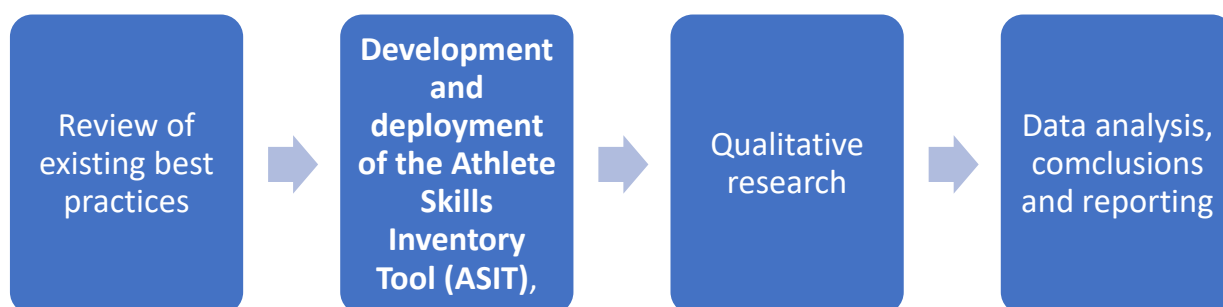 Review of
existing best
practices
Development
and
deployment
of the Athlete
Skills
Inventory
Tool (ASIT),
Qualitative
research
Data analysis,
comclusions
and reporting